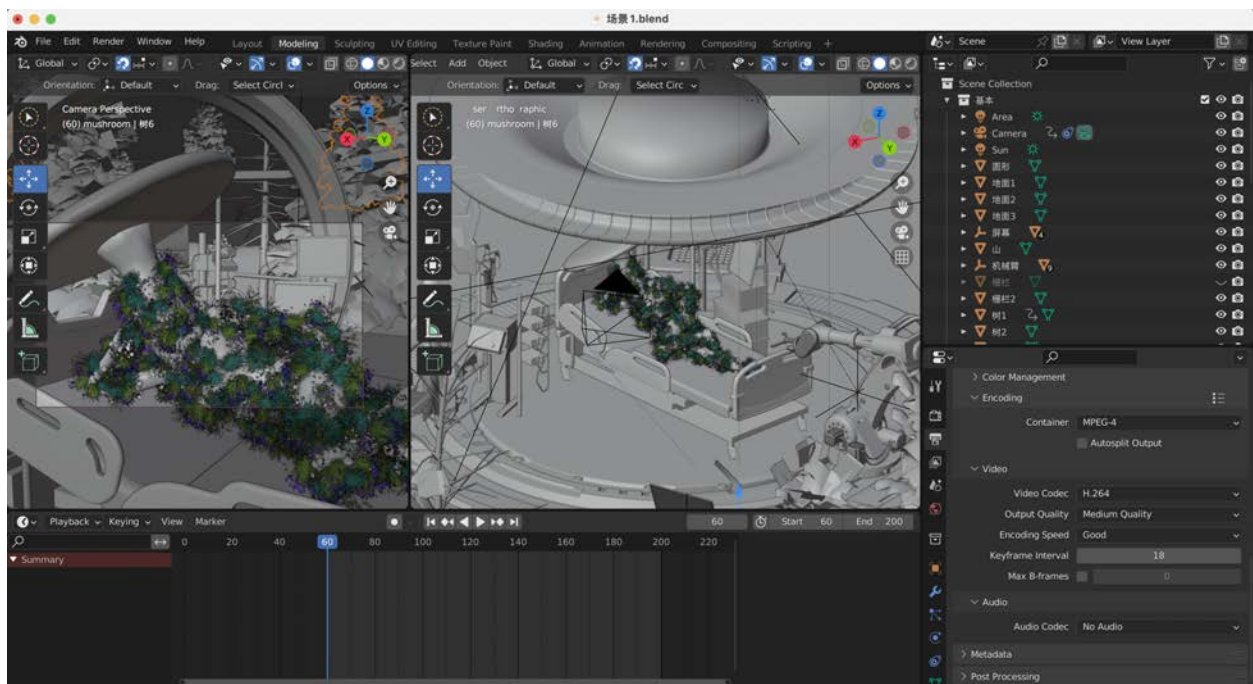 场景1.blend
File Edit Render Window Help Layout Modeling Sculpting UV Editing Texture Paint Shading Animation Rendering Compositing Scripting + Scene View Layer
Global Select Add Object Global
Orientation: Default Drag: Select Circl Options Orientation: Default Drag: Select Circ Options
Camera Perspective
(60) mushroom | 树6
ser rtho raphic
(60) mushroom | 树6
Scene Collection
基本
Area
Camera
Sun
圆形
地面1
地面2
地面3
屏幕 4
山
机械臂 9
栅栏
栅栏2
树1
树2
Color Management
Encoding
Container MPEG-4
Autosplit Output
Video
Video Codec H.264
Output Quality Medium Quality
Encoding Speed Good
Keyframe Interval 18
Max B-frames 0
Audio
Audio Codec No Audio
Metadata
Post Processing
Playback Keying View Marker 60 Start 60 End 200
0 20 40 60 80 100 120 140 160 180 200 220
Summary
X Y Z
X Y Z